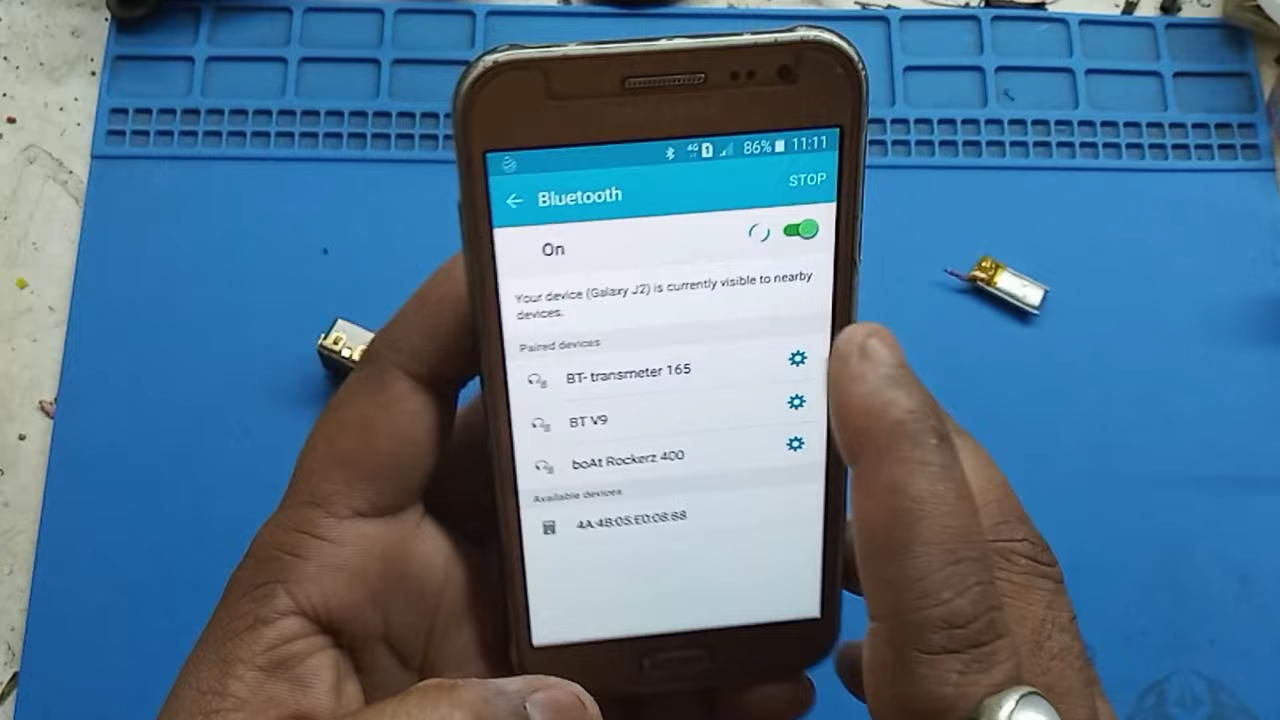 86% 11:11
Bluetooth STOP
On
Your device (Galaxy J2) is currently visible to nearby
devices.
Paired devices
BT- transmeter 165
BT V9
boAt Rockerz 400
Available devices
4A:4B:05:E0:08:88